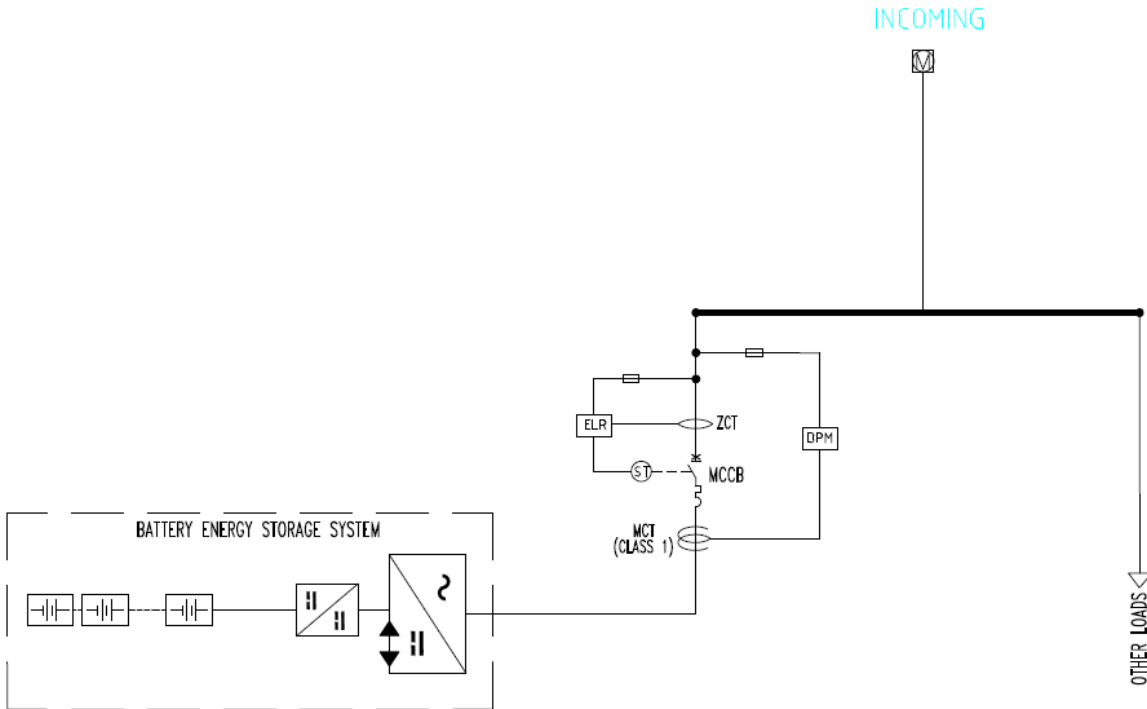 INCOMING
M
ZCT
ELR
DPM
ST
MCCB
MCT
(CLASS 1)
BATTERY ENERGY STORAGE SYSTEM
OTHER LOADS